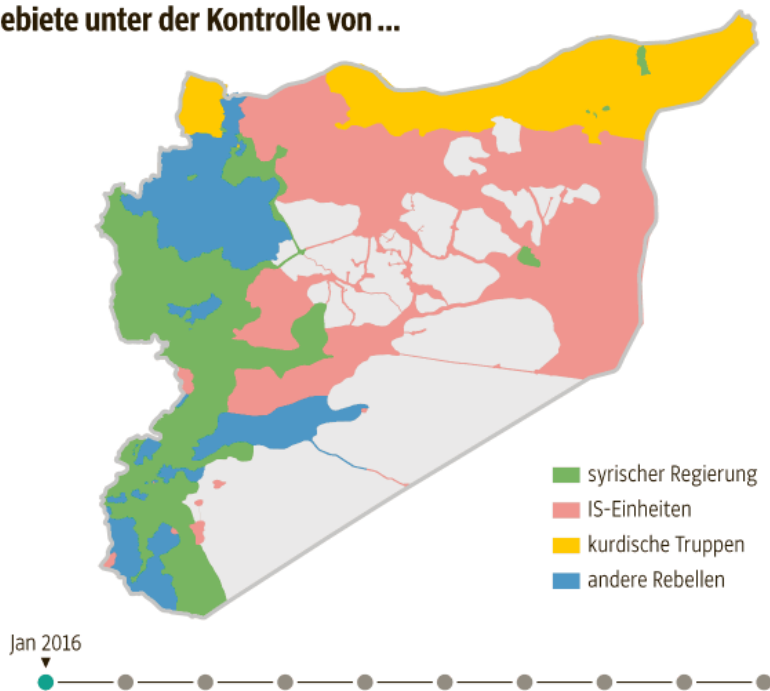 ebiete unter der Kontrolle von ...
syrischer Regierung
IS-Einheiten
kurdische Truppen
andere Rebellen
Jan 2016